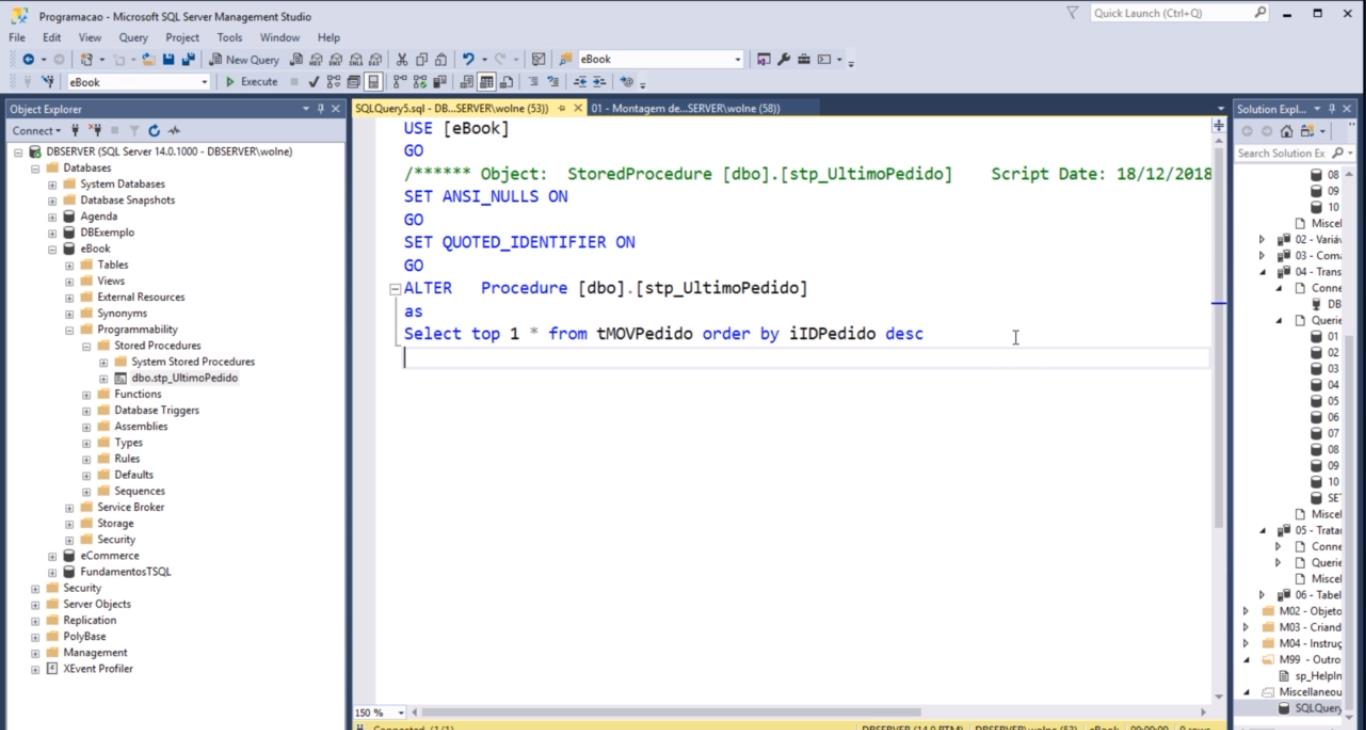 Programacao - Microsoft SQL Server Management Studio
Quick Launch (Ctrl+Q)
File Edit View Query Project Tools Window Help
New Query
eBook
eBook
Execute
Object Explorer
SQLQuery5.sql - DB...SERVER\wolne (53))
01 - Montagem de...SERVER\wolne (58))
Solution Expl...
Connect
Search Solution Ex
DBSERVER (SQL Server 14.0.1000 - DBSERVER\wolne)
Databases
System Databases
Database Snapshots
Agenda
DBExemplo
eBook
Tables
Views
External Resources
Synonyms
Programmability
Stored Procedures
System Stored Procedures
dbo.stp_UltimoPedido
Functions
Database Triggers
Assemblies
Types
Rules
Defaults
Sequences
Service Broker
Storage
Security
eCommerce
FundamentosTSQL
Security
Server Objects
Replication
PolyBase
Management
XEvent Profiler
USE [eBook]
GO
/****** Object:  StoredProcedure [dbo].[stp_UltimoPedido]    Script Date: 18/12/2018
SET ANSI_NULLS ON
GO
SET QUOTED_IDENTIFIER ON
GO
ALTER   Procedure [dbo].[stp_UltimoPedido]
as
Select top 1 * from tMOVPedido order by iIDPedido desc
150 %
Connected. (1/1)
DBSERVER (14.0 RTM) DBSERVER\wolne (53) eBook 00:00:00 0 rows
08
09
10
Miscel
02 - Variáv
03 - Com
04 - Trans
Conne
DB
Querie
01
02
03
04
05
06
07
08
09
10
SE
Miscel
05 - Tratar
Conne
Querie
Miscel
06 - Tabel
M02 - Objeto
M03 - Criand
M04 - Instruç
M99 - Outro
sp_HelpIn
Miscellaneou
SQLQuery